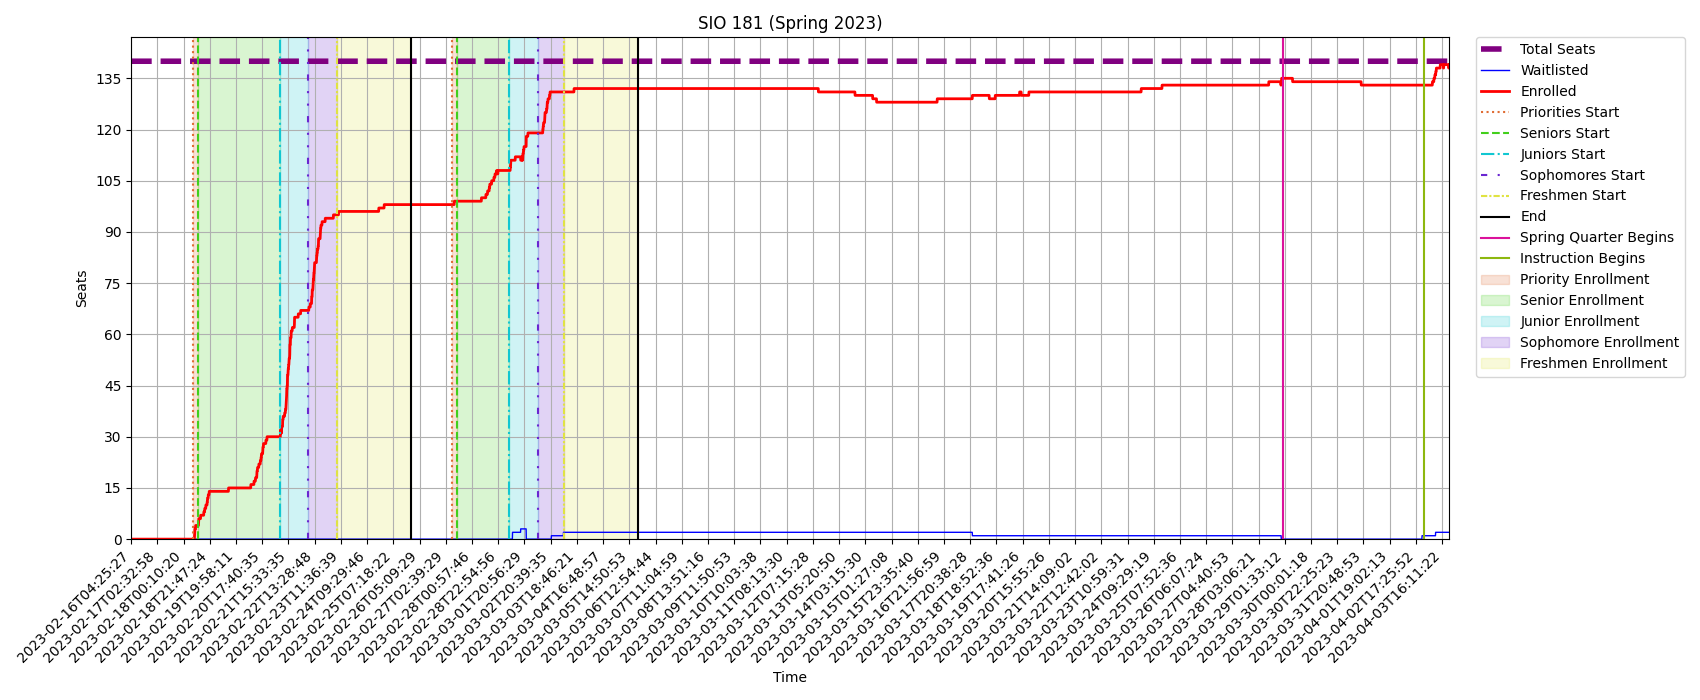 SIO 181 (Spring 2023)
Seats
135
120
105
90
75
60
45
30
15
0
2023-02-16T04:25:27
2023-02-17T02:32:58
2023-02-18T00:10:20
2023-02-18T21:47:24
2023-02-19T19:58:11
2023-02-20T17:40:35
2023-02-21T15:33:35
2023-02-22T13:28:48
2023-02-23T11:36:39
2023-02-24T09:29:46
2023-02-25T07:18:22
2023-02-26T05:09:29
2023-02-27T02:39:29
2023-02-28T00:57:46
2023-02-28T22:54:56
2023-03-01T20:56:29
2023-03-02T20:39:35
2023-03-03T18:46:21
2023-03-04T16:48:57
2023-03-05T14:50:53
2023-03-06T12:54:44
2023-03-07T11:04:59
2023-03-08T13:51:16
2023-03-09T11:50:53
2023-03-10T10:03:38
2023-03-11T08:13:30
2023-03-12T07:15:28
2023-03-13T05:20:50
2023-03-14T03:15:30
2023-03-15T01:27:08
2023-03-15T23:35:40
2023-03-16T21:56:59
2023-03-17T20:38:28
2023-03-18T18:52:36
2023-03-19T17:41:26
2023-03-20T15:55:26
2023-03-21T14:09:02
2023-03-22T12:42:02
2023-03-23T10:59:31
2023-03-24T09:29:19
2023-03-25T07:52:36
2023-03-26T06:07:24
2023-03-27T04:40:53
2023-03-28T03:06:21
2023-03-29T01:33:12
2023-03-30T00:01:18
2023-03-30T22:25:23
2023-03-31T20:48:53
2023-04-01T19:02:13
2023-04-02T17:25:52
2023-04-03T16:11:22
Time
Total Seats
Waitlisted
Enrolled
Priorities Start
Seniors Start
Juniors Start
Sophomores Start
Freshmen Start
End
Spring Quarter Begins
Instruction Begins
Priority Enrollment
Senior Enrollment
Junior Enrollment
Sophomore Enrollment
Freshmen Enrollment